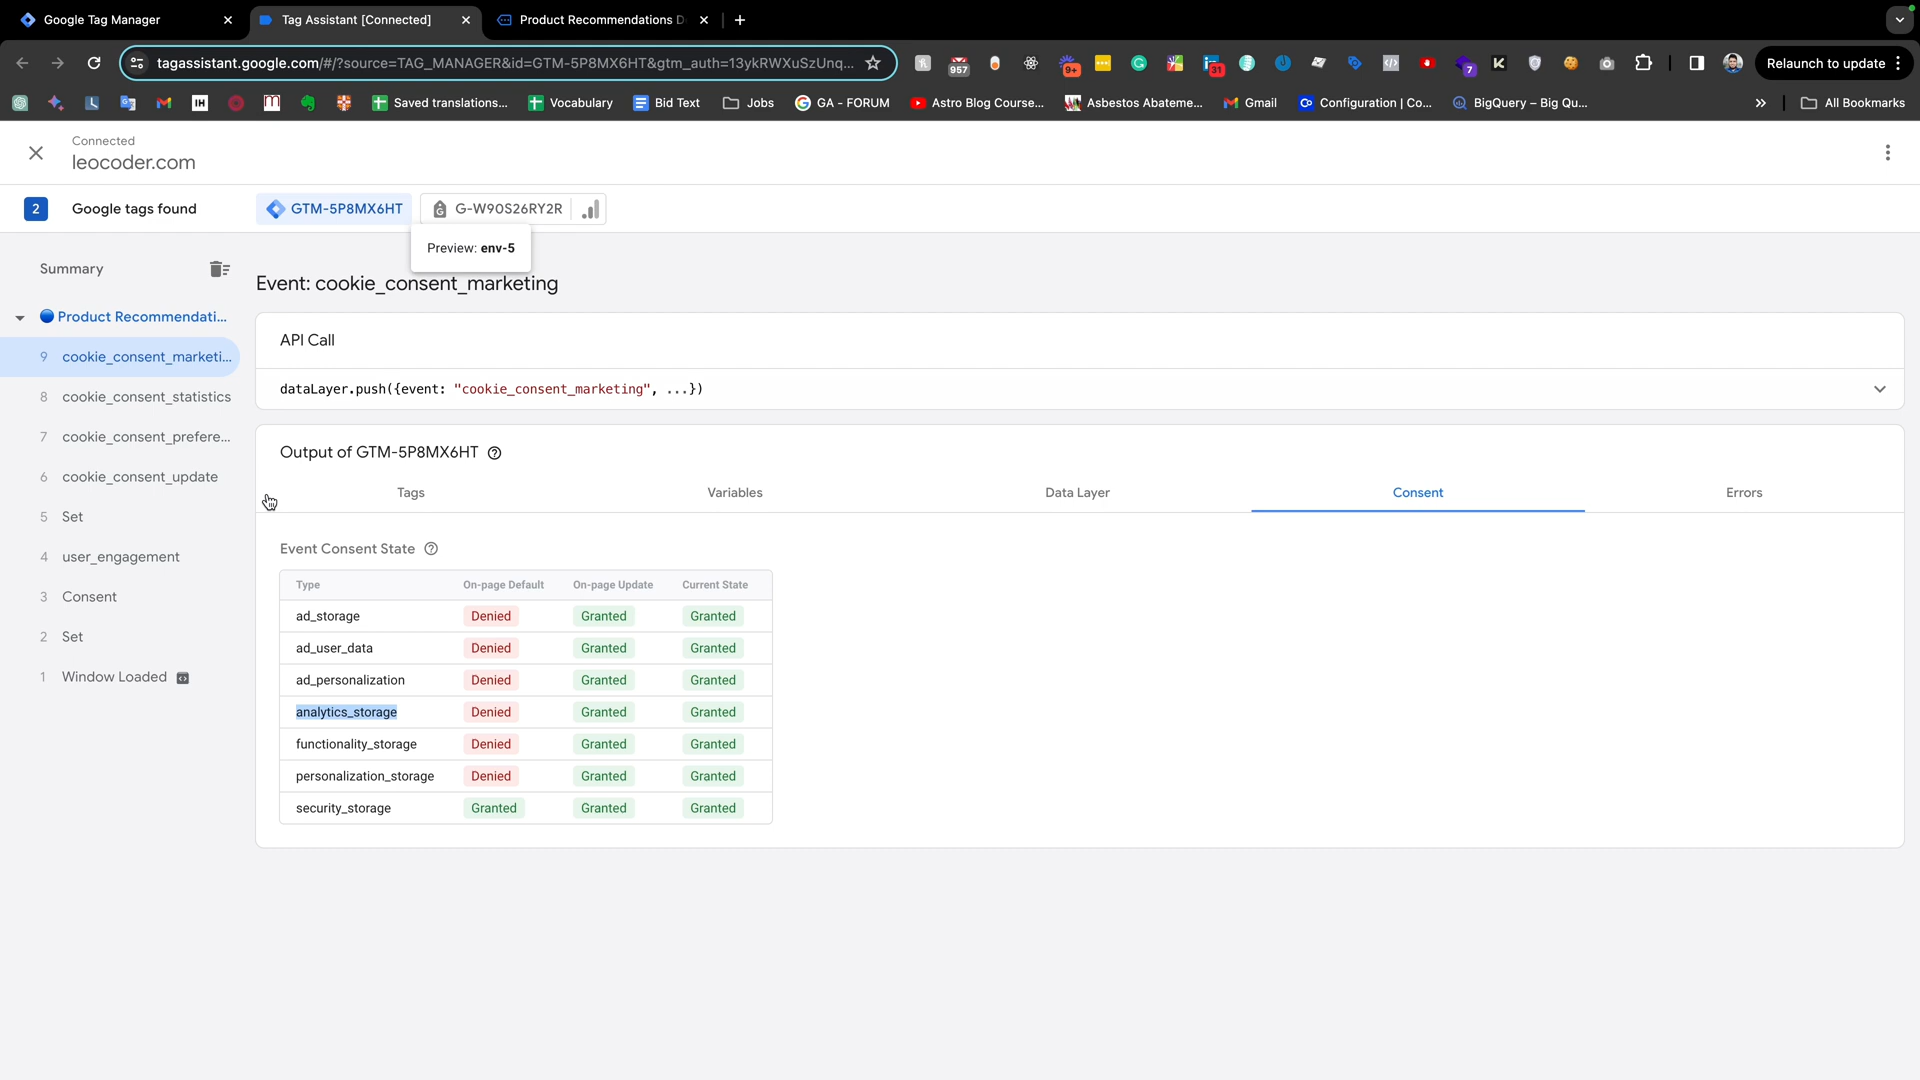 Google Tag Manager
Tag Assistant [Connected]
Product Recommendations D
tagassistant.google.com/#/?source=TAG_MANAGER&id=GTM-5P8MX6HT&gtm_auth=13ykRWXuSzUnq...
957
9+
31
7
Relaunch to update
Saved translations...
Vocabulary
Bid Text
Jobs
GA - FORUM
Astro Blog Course...
Asbestos Abateme...
Gmail
Configuration | Co...
BigQuery – Big Qu...
All Bookmarks
Connected
leocoder.com
2
Google tags found
GTM-5P8MX6HT
G-W90S26RY2R
Preview: env-5
Summary
Product Recommendati...
9 cookie_consent_marketi...
8 cookie_consent_statistics
7 cookie_consent_prefere...
6 cookie_consent_update
5 Set
4 user_engagement
3 Consent
2 Set
1 Window Loaded
Event: cookie_consent_marketing
API Call
dataLayer.push({event: "cookie_consent_marketing", ...})
Output of GTM-5P8MX6HT
Tags Variables Data Layer Consent Errors
Event Consent State
Type On-page Default On-page Update Current State
ad_storage Denied Granted Granted
ad_user_data Denied Granted Granted
ad_personalization Denied Granted Granted
analytics_storage Denied Granted Granted
functionality_storage Denied Granted Granted
personalization_storage Denied Granted Granted
security_storage Granted Granted Granted